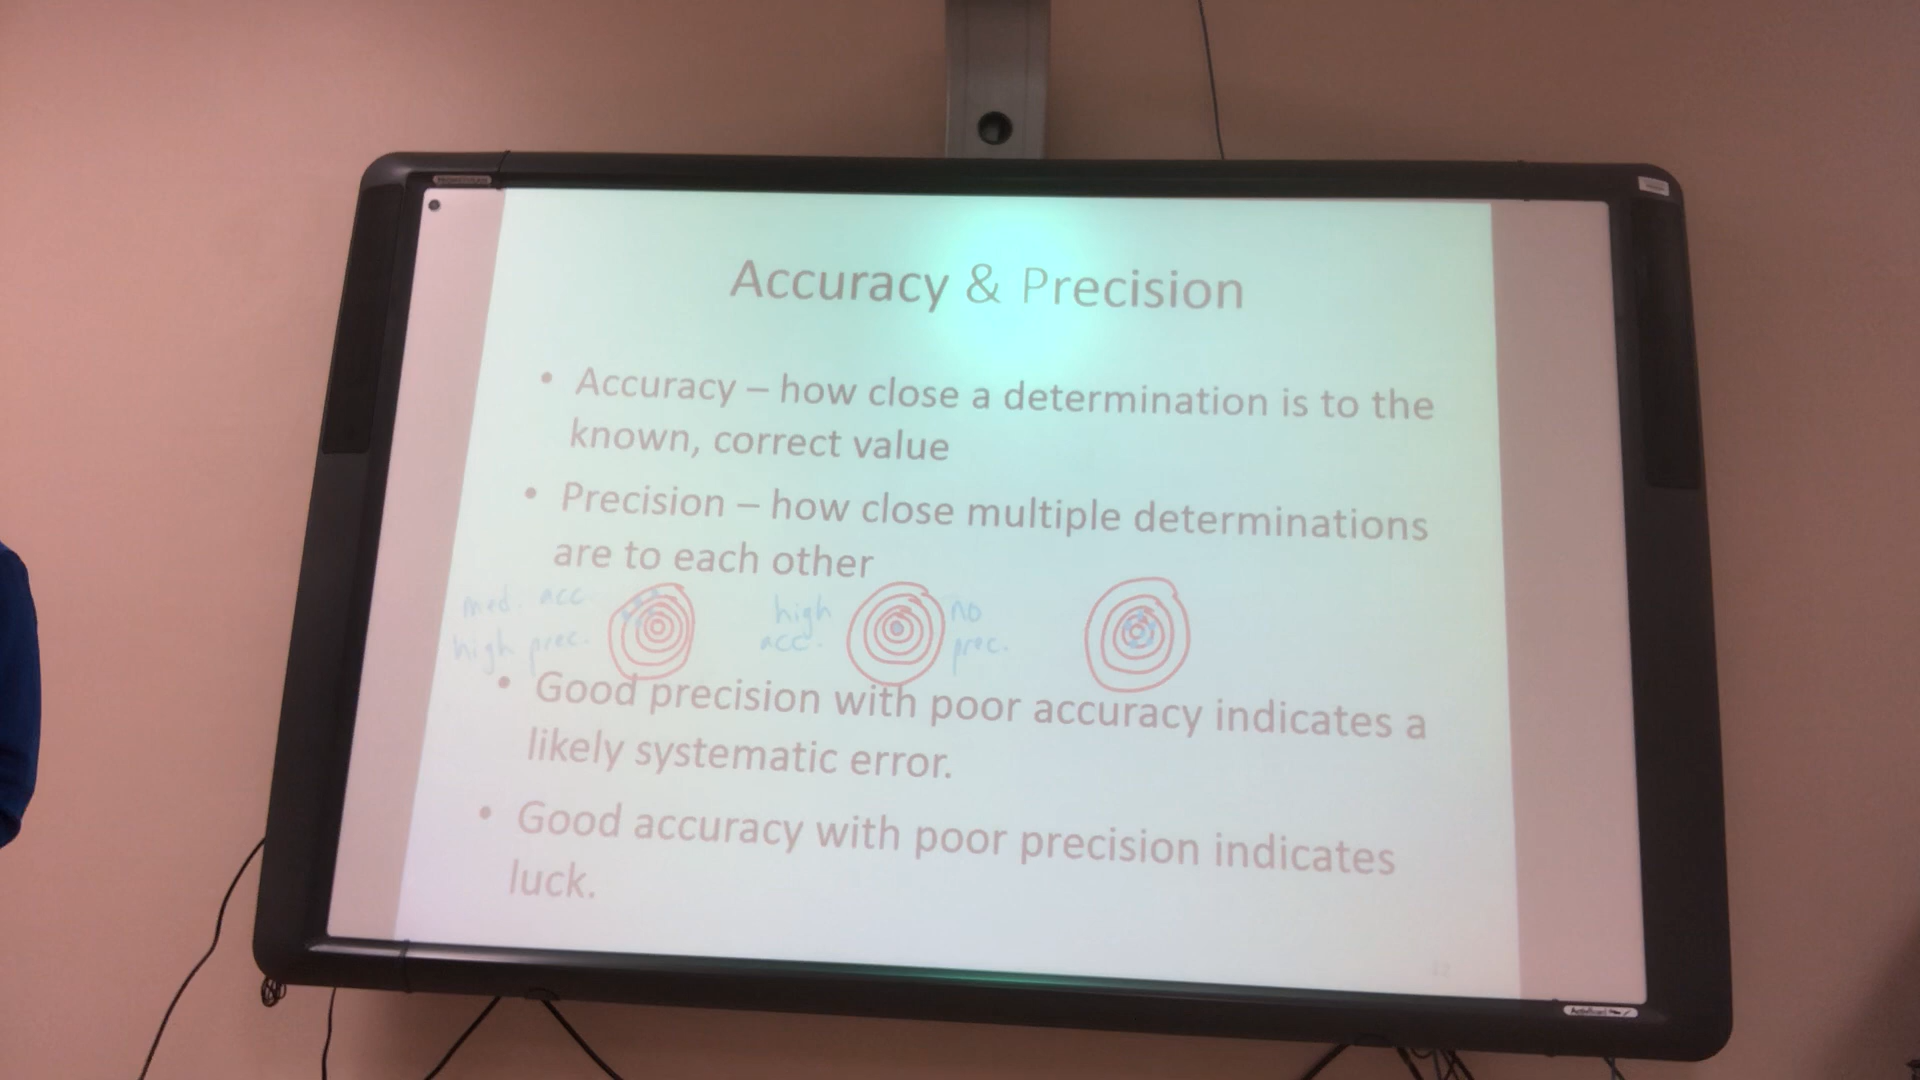 Accuracy & Precision
• Accuracy – how close a determination is to the
known, correct value
• Precision – how close multiple determinations
are to each other
med. acc
high prec.
high
acc.
no
prec.
• Good precision with poor accuracy indicates a
likely systematic error.
• Good accuracy with poor precision indicates
luck.
12